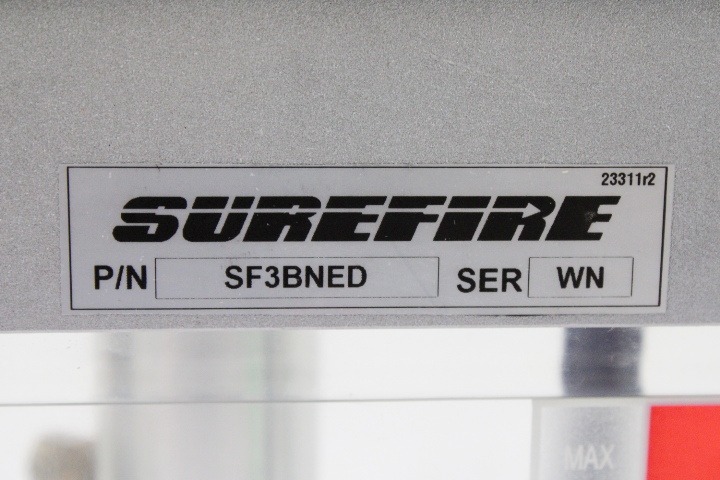 23311r2
SUREFIRE
P/N SF3BNED SER WN
MAX